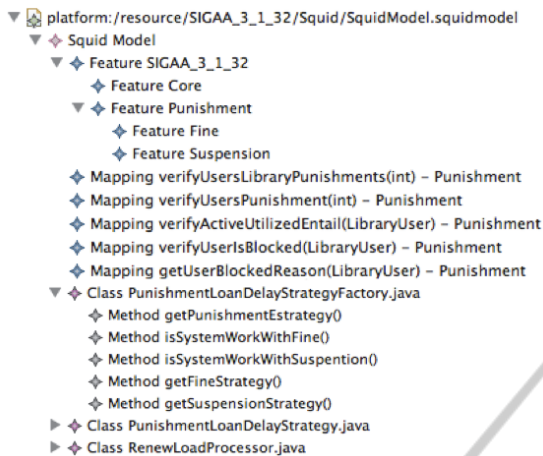 platform:/resource/SIGAA_3_1_32/Squid/SquidModel.squidmodel
Squid Model
Feature SIGAA_3_1_32
Feature Core
Feature Punishment
Feature Fine
Feature Suspension
Mapping verifyUsersLibraryPunishments(int) – Punishment
Mapping verifyUsersPunishment(int) – Punishment
Mapping verifyActiveUtilizedEntail(LibraryUser) – Punishment
Mapping verifyUserIsBlocked(LibraryUser) – Punishment
Mapping getUserBlockedReason(LibraryUser) – Punishment
Class PunishmentLoanDelayStrategyFactory.java
Method getPunishmentEstrategy()
Method isSystemWorkWithFine()
Method isSystemWorkWithSuspention()
Method getFineStrategy()
Method getSuspensionStrategy()
Class PunishmentLoanDelayStrategy.java
Class RenewLoadProcessor.java